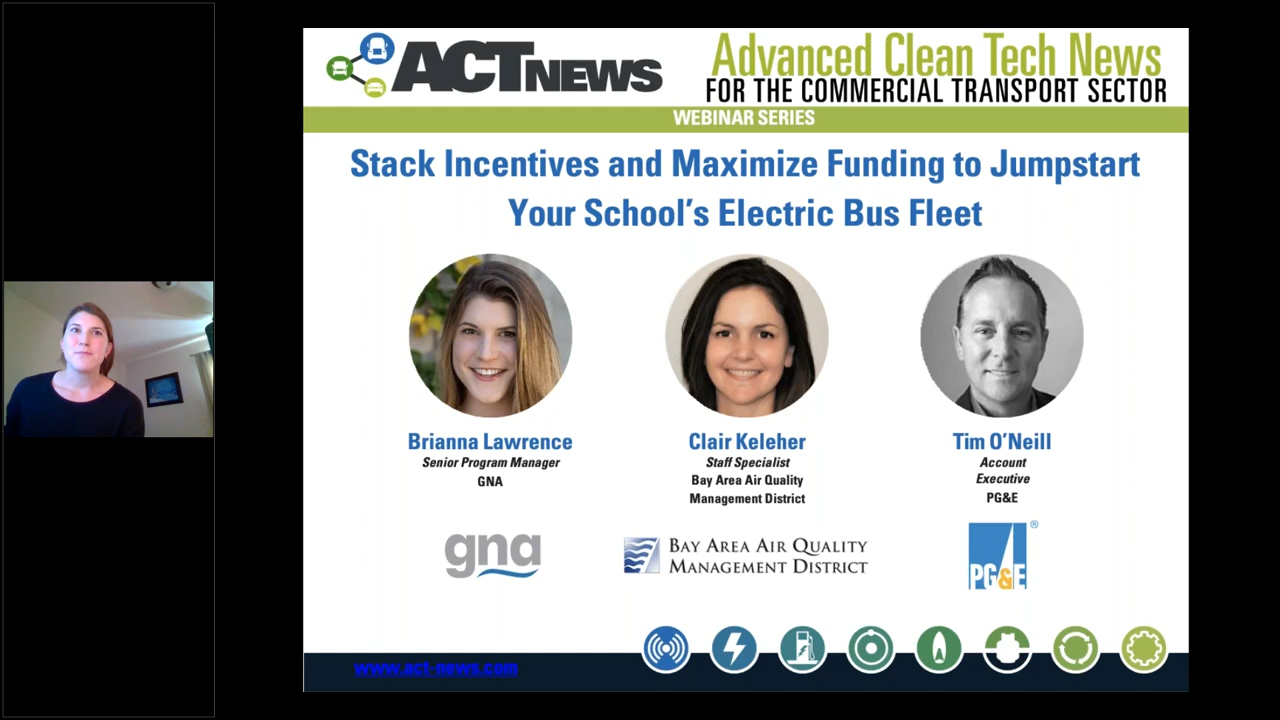 ACTNEWS
Advanced Clean Tech News
FOR THE COMMERCIAL TRANSPORT SECTOR
WEBINAR SERIES
Stack Incentives and Maximize Funding to Jumpstart
Your School's Electric Bus Fleet
Brianna Lawrence
Senior Program Manager
GNA
gna
Clair Keleher
Staff Specialist
Bay Area Air Quality
Management District
BAY AREA AIR QUALITY
MANAGEMENT DISTRICT
Tim O'Neill
Account
Executive
PG&E
PG&E®
www.act-news.com